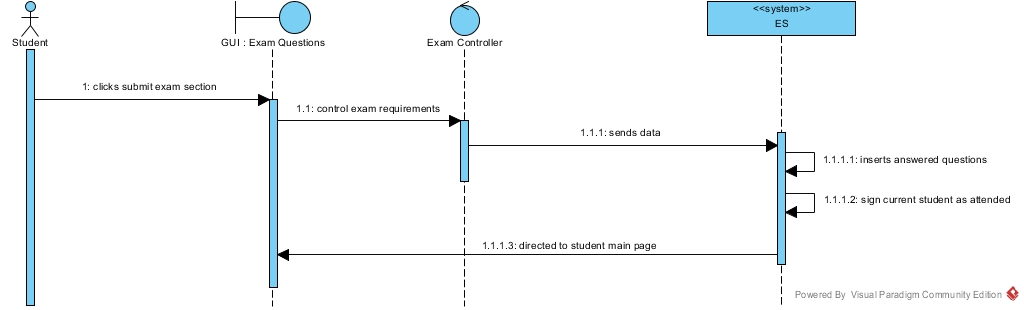 <<system>>
ES
Student
GUI : Exam Questions
Exam Controller
1: clicks submit exam section
1.1: control exam requirements
1.1.1: sends data
1.1.1.1: inserts answered questions
1.1.1.2: sign current student as attended
1.1.1.3: directed to student main page
Powered By Visual Paradigm Community Edition